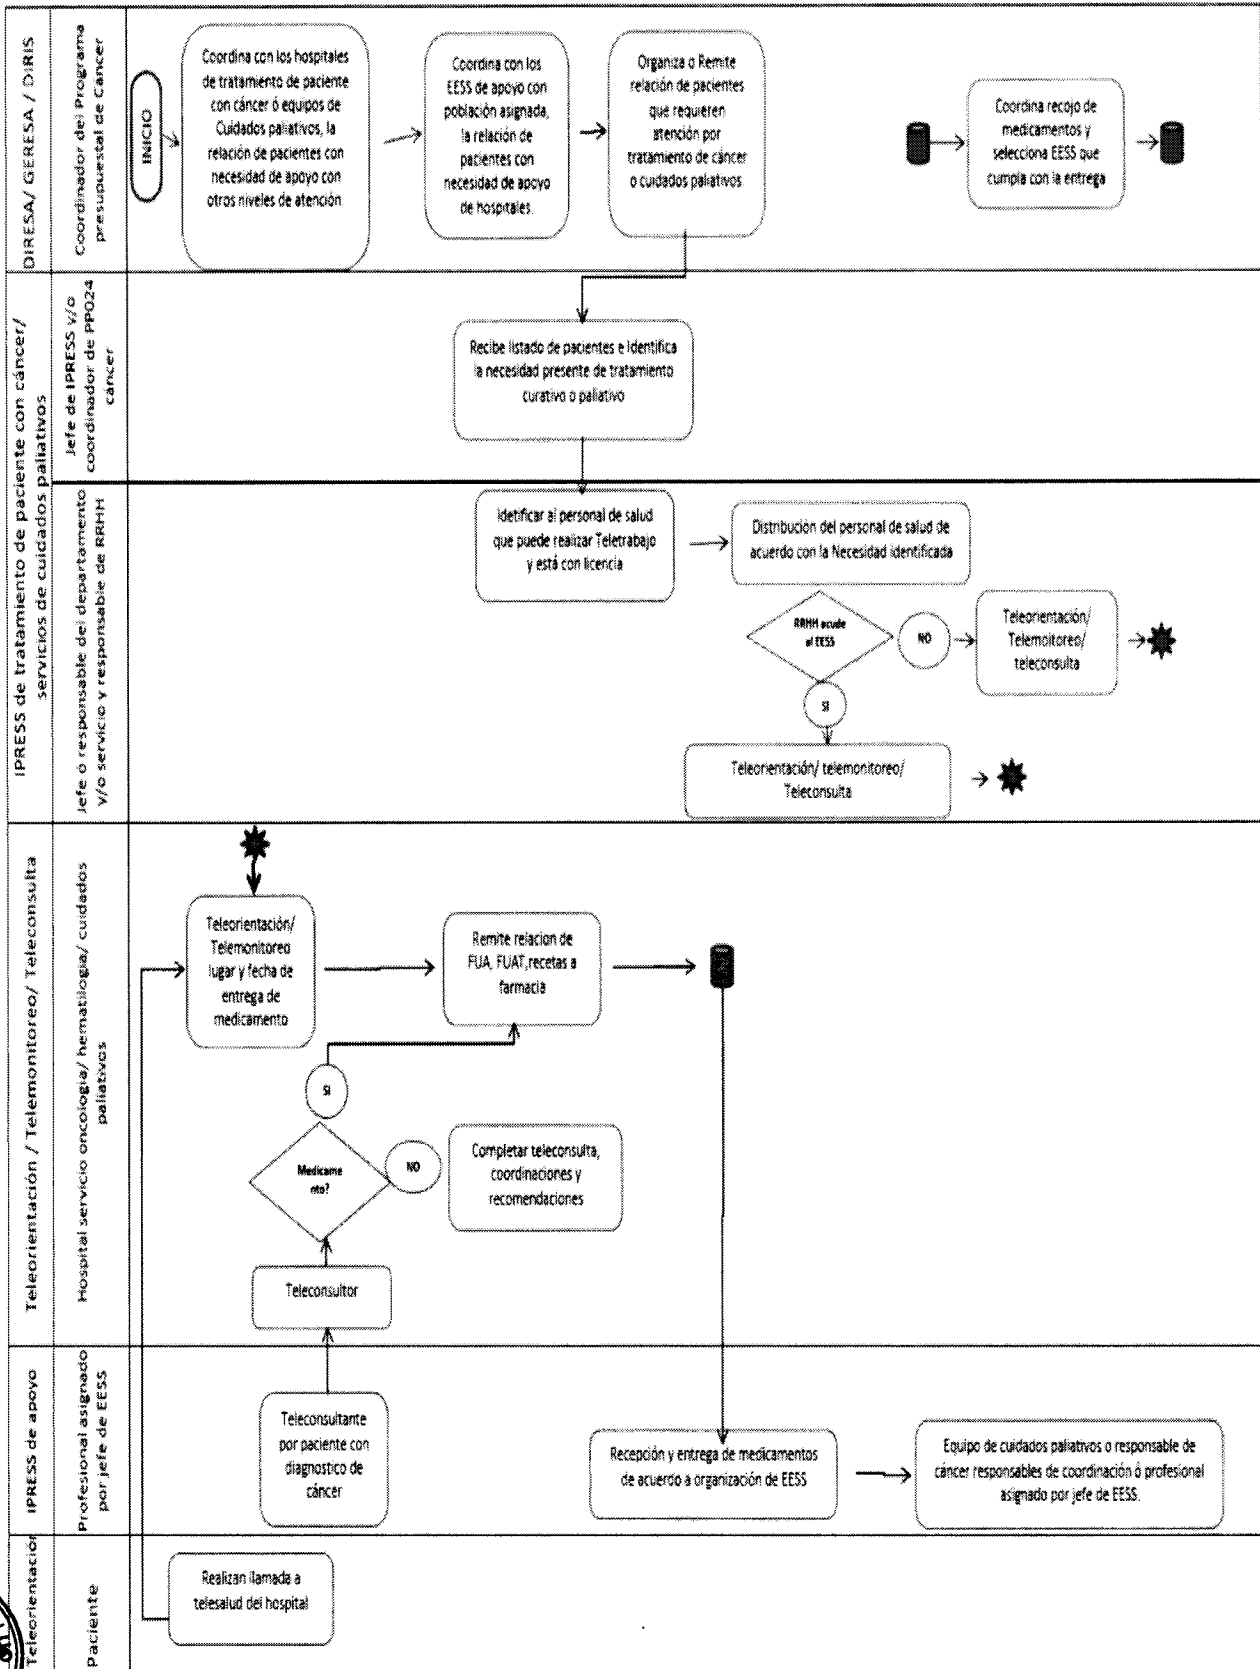 DIRESA/ GERESA / DIRIS
Coordinador del Programa
presupuestal de Cáncer
INICIO
Coordina con los hospitales
de tratamiento de paciente
con cáncer ó equipos de
Cuidados paliativos, la
relación de pacientes con
necesidad de apoyo con
otros niveles de atención
Coordina con los
EESS de apoyo con
población asignada,
la relación de
pacientes con
necesidad de apoyo
de hospitales.
Organiza o Remite
relación de pacientes
que requieren
atención por
tratamiento de cáncer
o cuidados paliativos
Coordina recojo de
medicamentos y
selecciona EESS que
cumpla con la entrega
IPRESS de tratamiento de paciente con cáncer/
servicios de cuidados paliativos
Jefe de IPRESS y/o
coordinador de PP024
cáncer
Recibe listado de pacientes e Identifica
la necesidad presente de tratamiento
curativo o paliativo
Jefe o responsable del departamento
y/o servicio y responsable de RRHH
Idetificar al personal de salud
que puede realizar Teletrabajo
y está con licencia
Distribución del personal de salud de
acuerdo con la Necesidad identificada
RRHH acude
al EESS
NO
Teleorientación/
Telemoitoreo/
teleconsulta
SI
Teleorientación/ telemonitoreo/
Teleconsulta
Teleorientación / Telemonitoreo/ Teleconsulta
Hospital servicio oncologia/ hematilogia/ cuidados
paliativos
Teleorientación/
Telemonitoreo
lugar y fecha de
entrega de
medicamento
Remite relacion de
FUA, FUAT,recetas a
farmacia
SI
Medicame
nto?
NO
Completar teleconsulta,
coordinaciones y
recomendaciones
Teleconsultor
IPRESS de apoyo
Profesional asignado
por jefe de EESS
Teleconsultante
por paciente con
diagnostico de
cáncer
Recepción y entrega de medicamentos
de acuerdo a organización de EESS
Equipo de cuidados paliativos o responsable de
cáncer responsables de coordinación ó profesional
asignado por jefe de EESS.
Teleorientación
Paciente
Realizan llamada a
telesalud del hospital